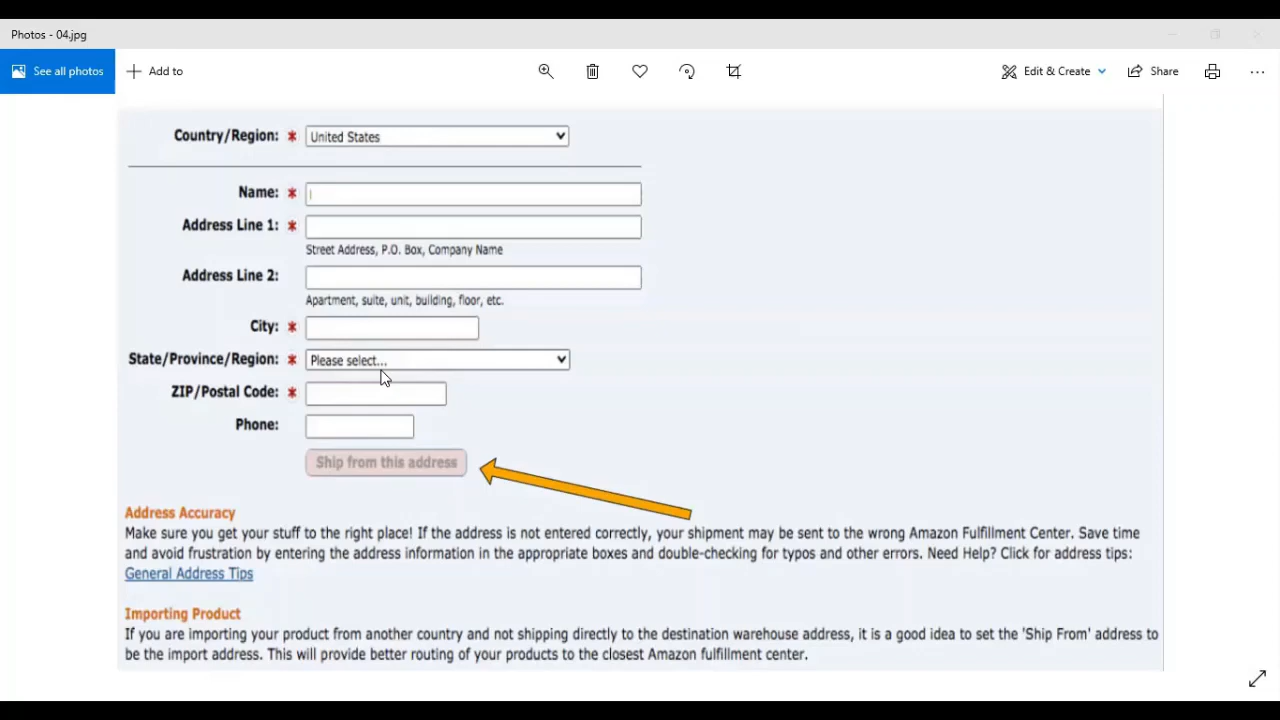 Photos - 04.jpg
See all photos
Add to
Edit & Create
Share
Country/Region: * United States
Name: *
Address Line 1: *
Street Address, P.O. Box, Company Name
Address Line 2:
Apartment, suite, unit, building, floor, etc.
City: *
State/Province/Region: * Please select...
ZIP/Postal Code: *
Phone:
Ship from this address
Address Accuracy
Make sure you get your stuff to the right place! If the address is not entered correctly, your shipment may be sent to the wrong Amazon Fulfillment Center. Save time
and avoid frustration by entering the address information in the appropriate boxes and double-checking for typos and other errors. Need Help? Click for address tips:
General Address Tips
Importing Product
If you are importing your product from another country and not shipping directly to the destination warehouse address, it is a good idea to set the 'Ship From' address to
be the import address. This will provide better routing of your products to the closest Amazon fulfillment center.